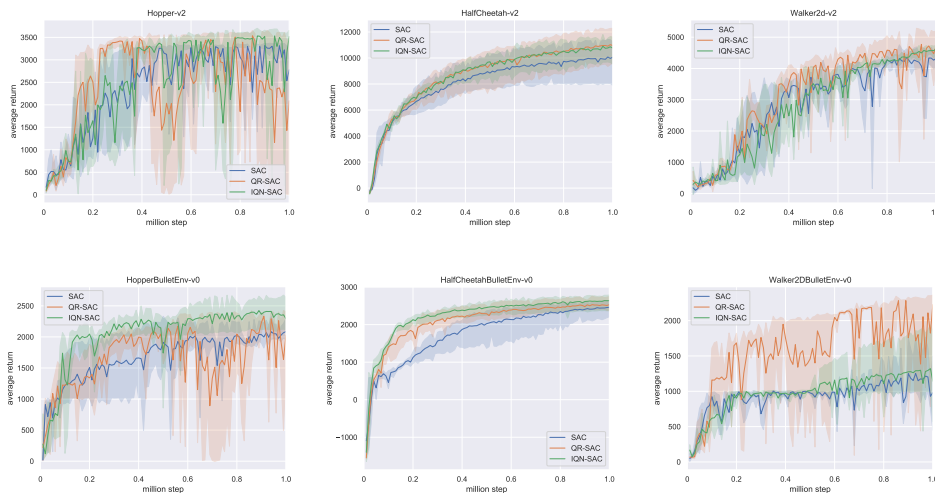 Hopper-v2
3500
3000
2500
2000
1500
1000
500
0
average return
SAC
QR-SAC
IQN-SAC
0.0 0.2 0.4 0.6 0.8 1.0
million step
HalfCheetah-v2
12000
10000
8000
6000
4000
2000
0
average return
SAC
QR-SAC
IQN-SAC
0.0 0.2 0.4 0.6 0.8 1.0
million step
Walker2d-v2
5000
4000
3000
2000
1000
0
average return
SAC
QR-SAC
IQN-SAC
0.0 0.2 0.4 0.6 0.8 1.0
million step
HopperBulletEnv-v0
2500
2000
1500
1000
500
0
average return
SAC
QR-SAC
IQN-SAC
0.0 0.2 0.4 0.6 0.8 1.0
million step
HalfCheetahBulletEnv-v0
3000
2000
1000
0
−1000
average return
SAC
QR-SAC
IQN-SAC
0.0 0.2 0.4 0.6 0.8 1.0
million step
Walker2DBulletEnv-v0
2000
1500
1000
500
0
average return
SAC
QR-SAC
IQN-SAC
0.0 0.2 0.4 0.6 0.8 1.0
million step